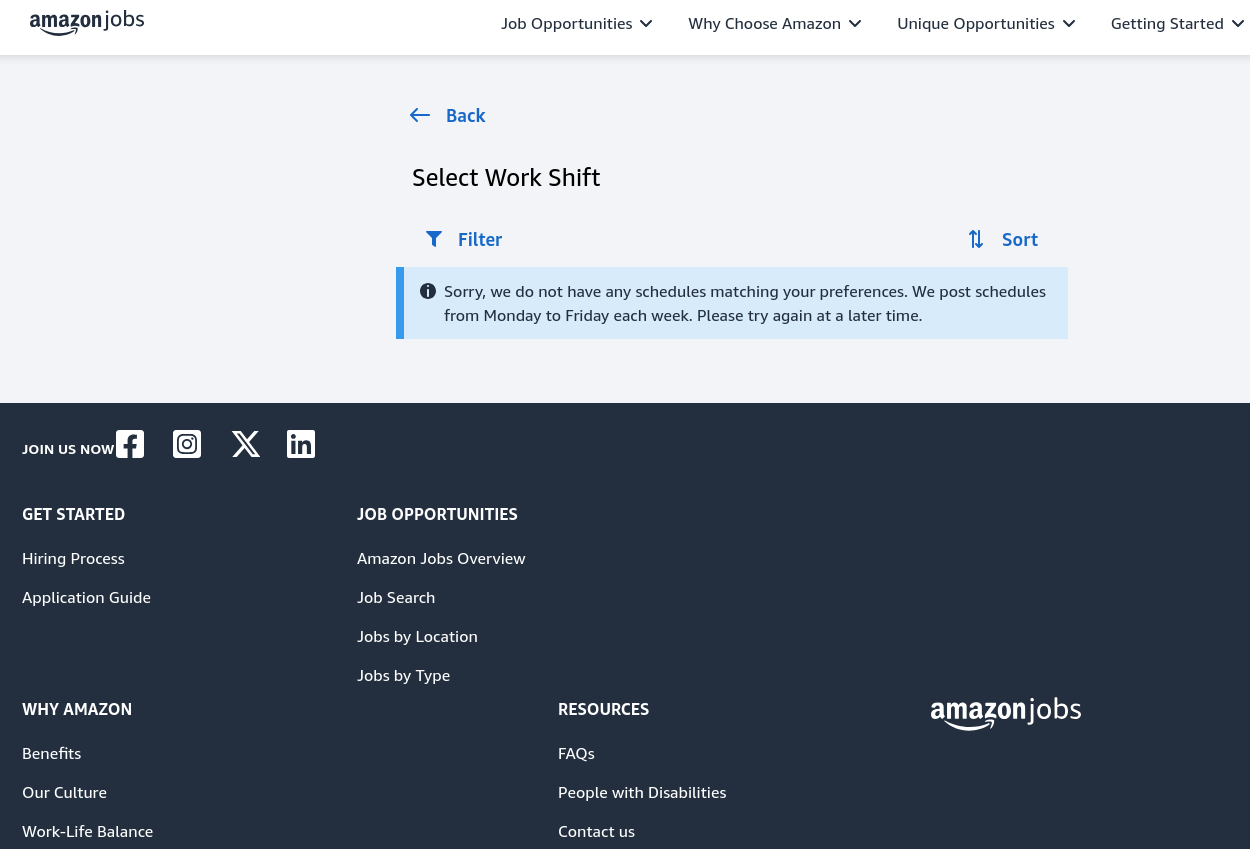 amazon jobs
Job Opportunities
Why Choose Amazon
Unique Opportunities
Getting Started
Back
Select Work Shift
Filter
Sort
Sorry, we do not have any schedules matching your preferences. We post schedules
from Monday to Friday each week. Please try again at a later time.
JOIN US NOW
GET STARTED
Hiring Process
Application Guide
JOB OPPORTUNITIES
Amazon Jobs Overview
Job Search
Jobs by Location
Jobs by Type
WHY AMAZON
Benefits
Our Culture
Work-Life Balance
RESOURCES
FAQs
People with Disabilities
Contact us
amazon jobs